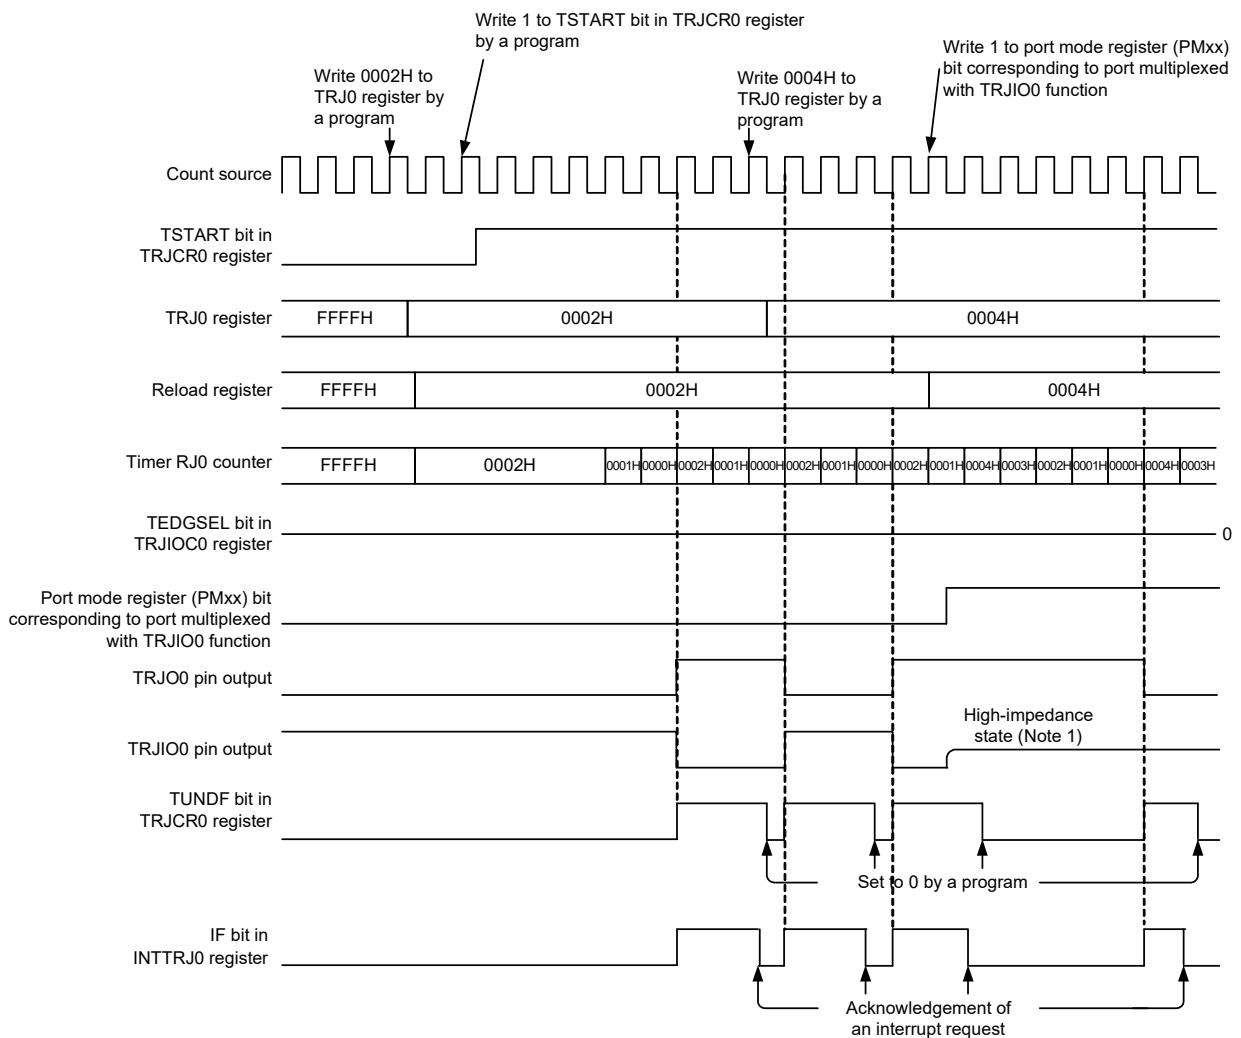 Write 1 to TSTART bit in TRJCR0 register
by a program
Write 0002H to
TRJ0 register by
a program
Write 0004H to
TRJ0 register by a
program
Write 1 to port mode register (PMxx)
bit corresponding to port multiplexed
with TRJIO0 function
Count source
TSTART bit in
TRJCR0 register
TRJ0 register
FFFFH
0002H
0004H
Reload register
FFFFH
0002H
0004H
Timer RJ0 counter
FFFFH
0002H
0001H
0000H
0002H
0001H
0000H
0002H
0001H
0000H
0002H
0001H
0004H
0003H
0002H
0001H
0000H
0004H
0003H
TEDGSEL bit in
TRJIOC0 register
0
Port mode register (PMxx) bit
corresponding to port multiplexed
with TRJIO0 function
TRJO0 pin output
High-impedance
state (Note 1)
TRJIO0 pin output
TUNDF bit in
TRJCR0 register
Set to 0 by a program
IF bit in
INTTRJ0 register
Acknowledgement of
an interrupt request